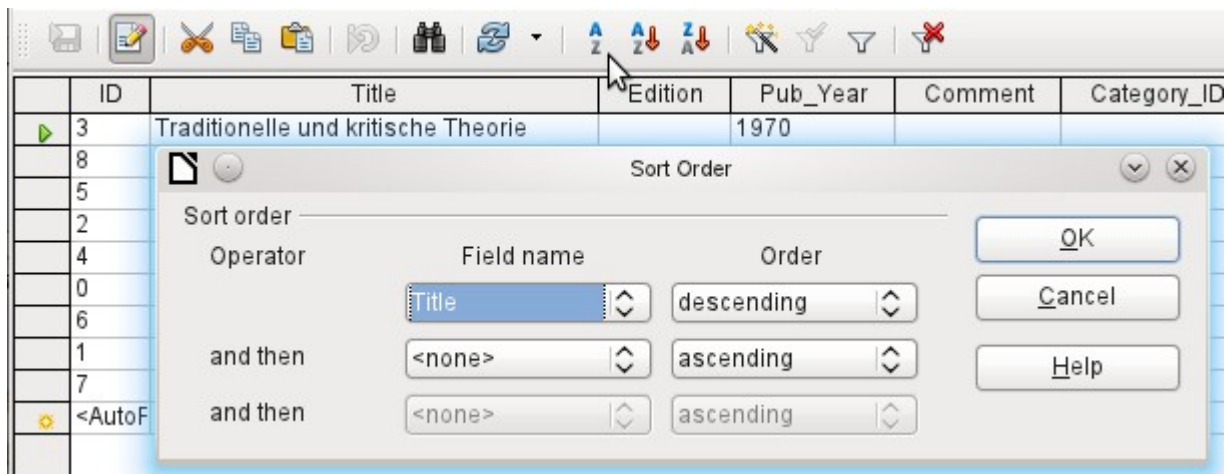 ID Title Edition Pub_Year Comment Category_ID
3 Traditionelle und kritische Theorie 1970
8
5
2
4
0
6
1
7
<AutoF
Sort Order
Sort order
Operator Field name Order
Title descending
and then <none> ascending
and then <none> ascending
OK
Cancel
Help